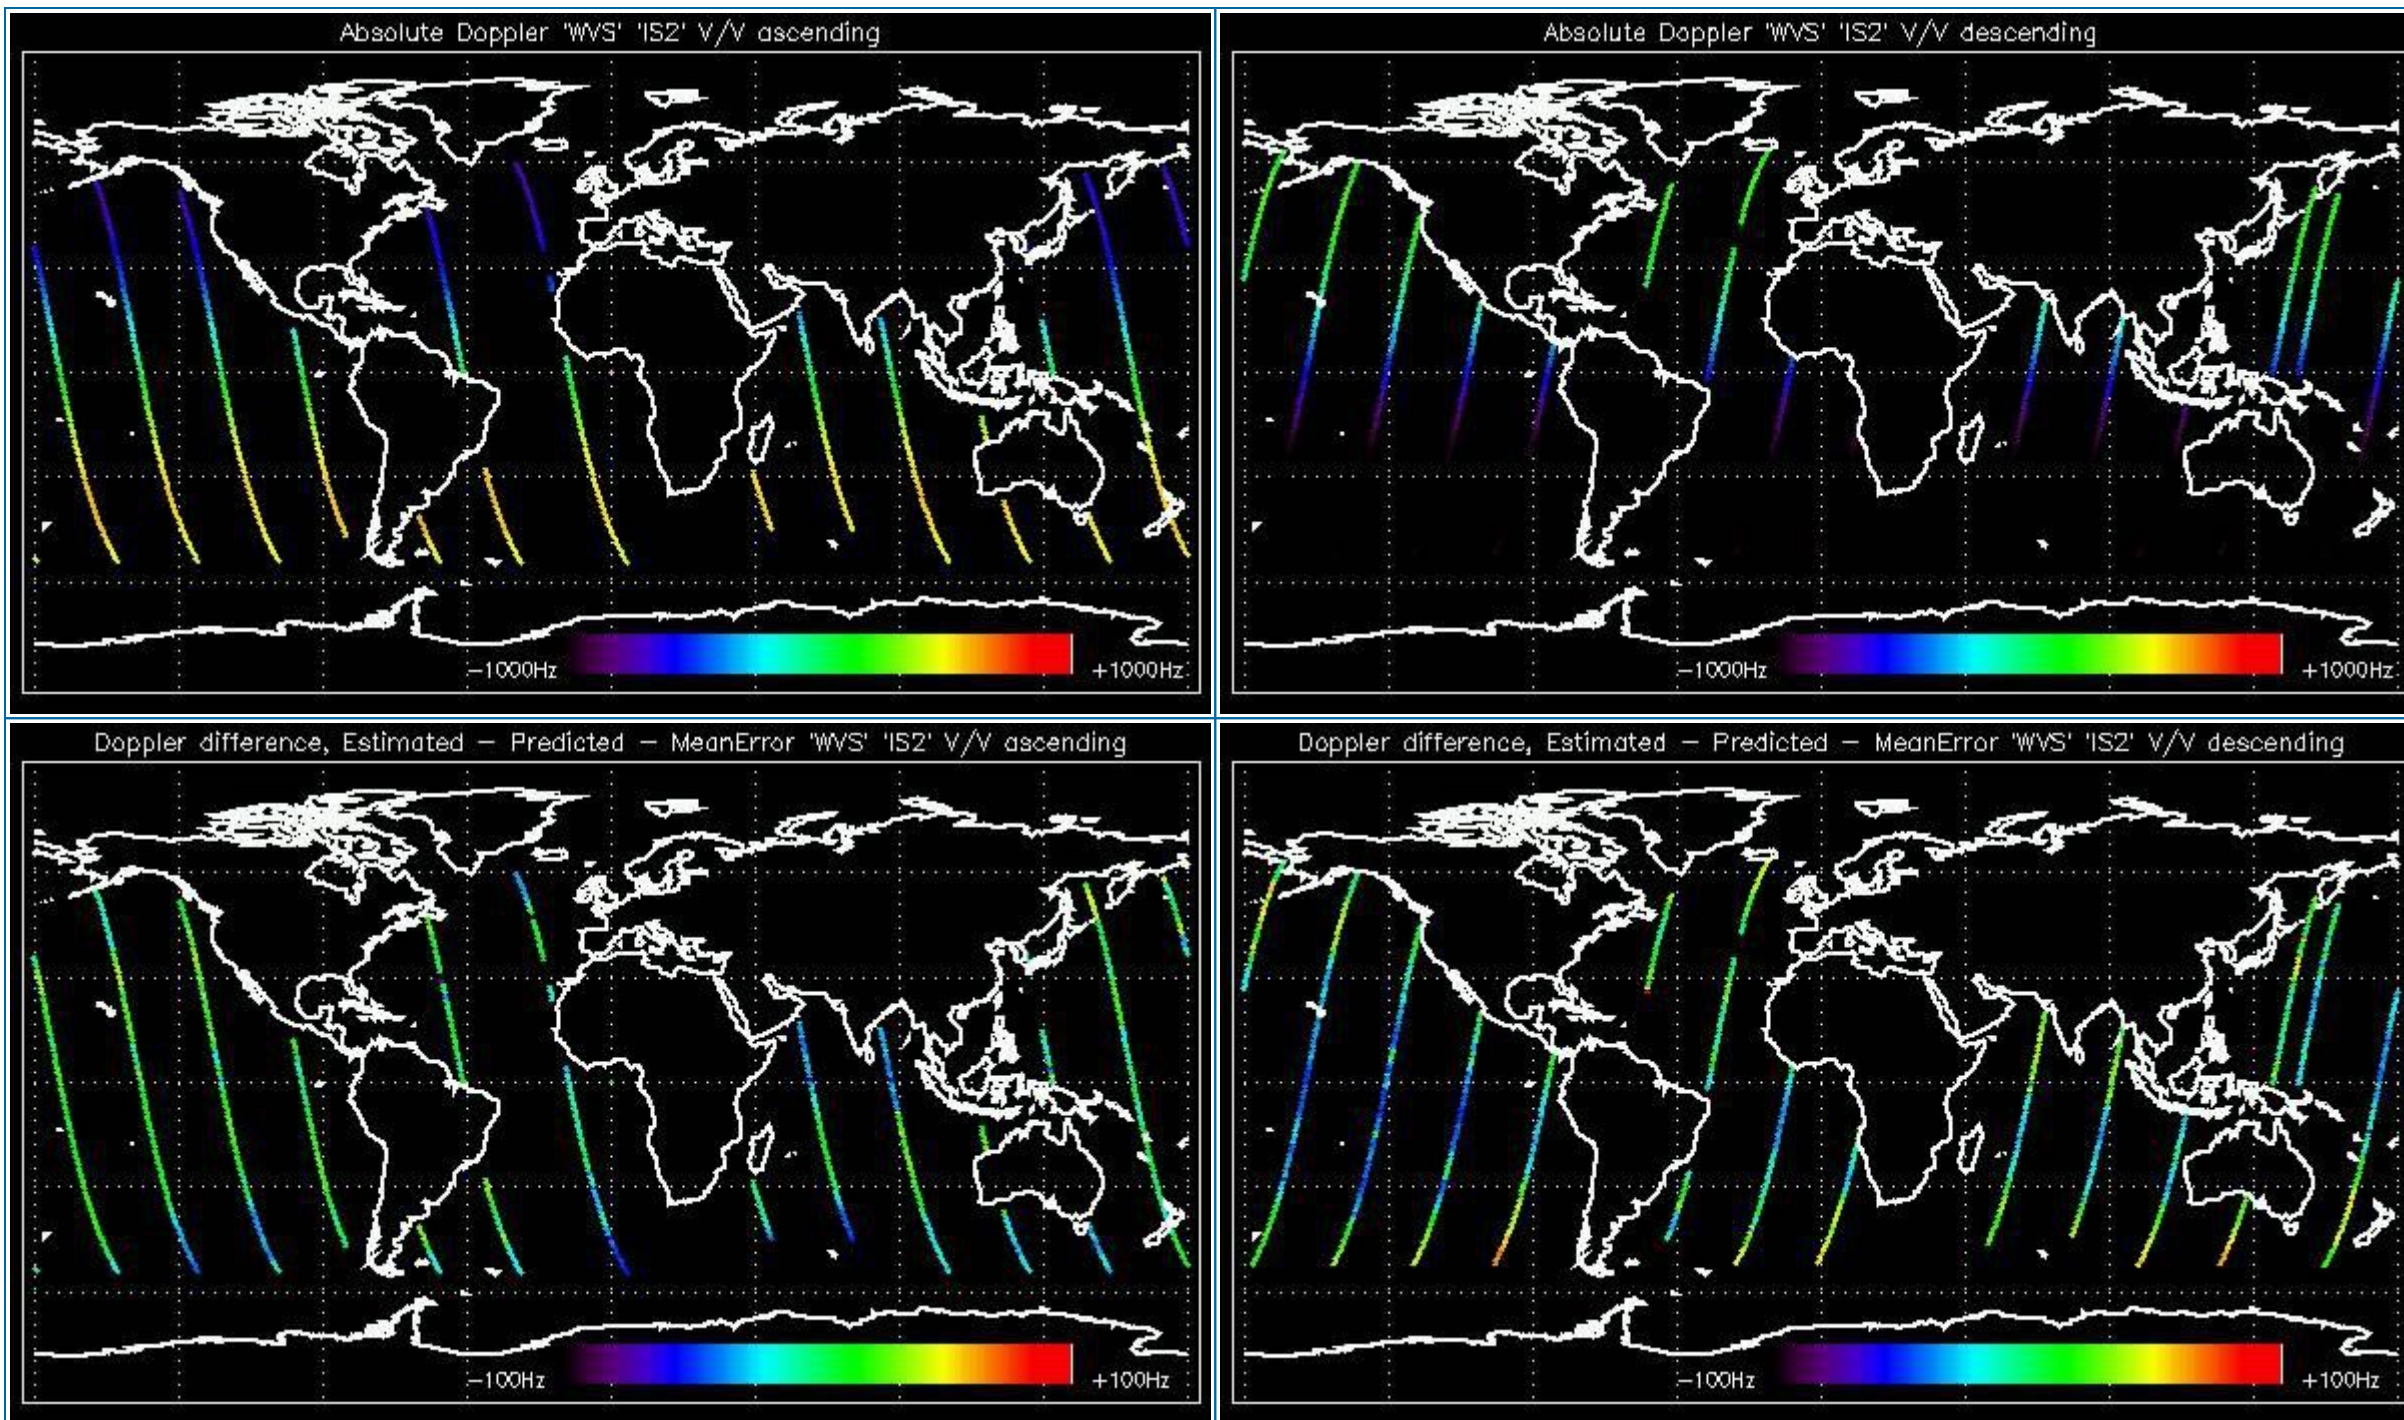 Absolute Doppler 'WVS' 'IS2' V/V ascending
−1000Hz
+1000Hz
Absolute Doppler 'WVS' 'IS2' V/V descending
−1000Hz
+1000Hz
Doppler difference, Estimated − Predicted − MeanError 'WVS' 'IS2' V/V ascending
−100Hz
+100Hz
Doppler difference, Estimated − Predicted − MeanError 'WVS' 'IS2' V/V descending
−100Hz
+100Hz